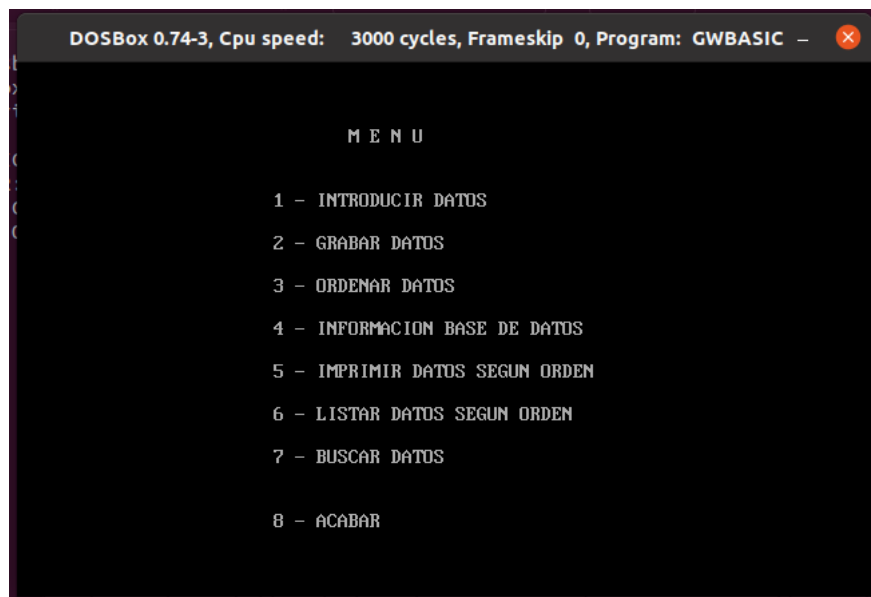 DOSBox 0.74-3, Cpu speed: 3000 cycles, Frameskip 0, Program: GWBASIC
M E N U
1 - INTRODUCIR DATOS
2 - GRABAR DATOS
3 - ORDENAR DATOS
4 - INFORMACION BASE DE DATOS
5 - IMPRIMIR DATOS SEGUN ORDEN
6 - LISTAR DATOS SEGUN ORDEN
7 - BUSCAR DATOS
8 - ACABAR